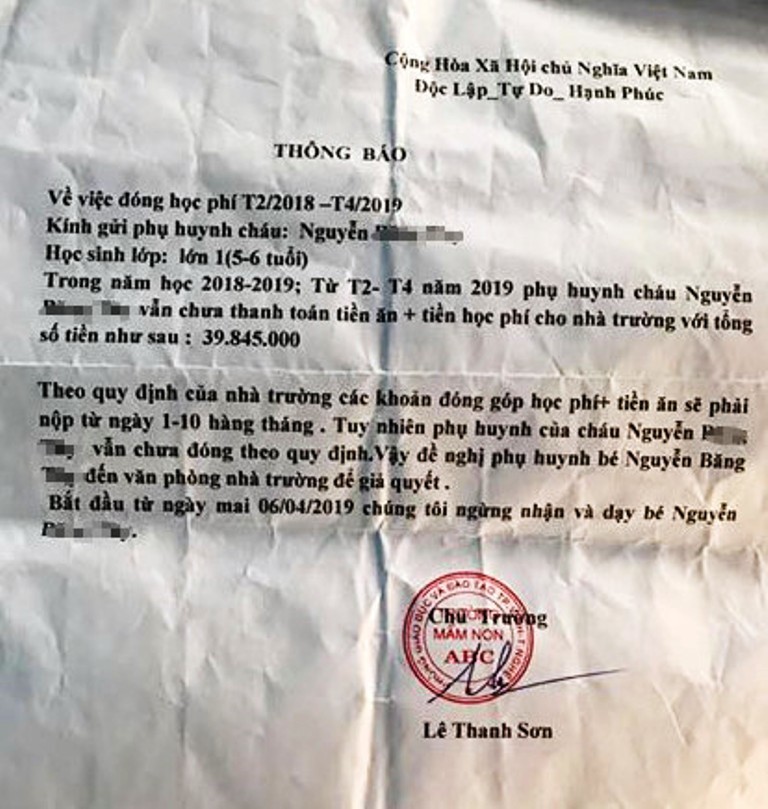 Cộng Hòa Xã Hội chủ Nghĩa Việt Nam
Độc Lập_Tự Do_ Hạnh Phúc
THÔNG BÁO
Về việc đóng học phí T2/2018 –T4/2019
Kính gửi phụ huynh cháu: Nguyễn
Học sinh lớp: lớn 1(5-6 tuổi)
Trong năm học 2018-2019; Từ T2- T4 năm 2019 phụ huynh cháu Nguyễn
vẫn chưa thanh toán tiền ăn + tiền học phí cho nhà trường với tổng
số tiền như sau : 39.845.000
Theo quy định của nhà trường các khoản đóng góp học phí+ tiền ăn sẽ phải
nộp từ ngày 1-10 hàng tháng . Tuy nhiên phụ huynh của cháu Nguyễn
vẫn chưa đóng theo quy định.Vậy đề nghị phụ huynh bé Nguyễn Băng
đến văn phòng nhà trường để giả quyết .
Bắt đầu từ ngày mai 06/04/2019 chúng tôi ngừng nhận và dạy bé Nguyễn
PHÒNG GIÁO DỤC VÀ ĐÀO TẠO TP
Chủ Trường
MẦM NON
ABC
Lê Thanh Sơn